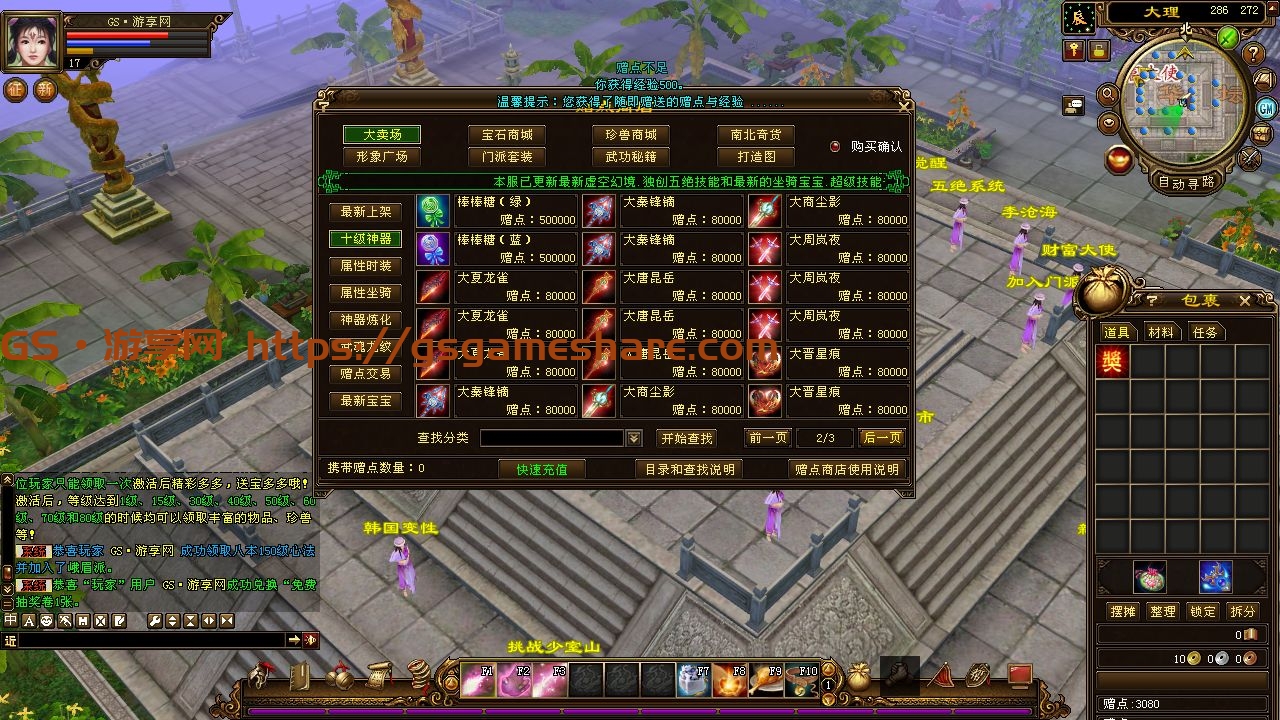 GS·游享网
17
征 新
辰
大理 286 272
北
GM
自动寻路
赠点不足
你获得经验500。
温馨提示：您获得了随即赠送的赠点与经验 ......
大卖场 宝石商城 珍兽商城 南北奇货
形象广场 门派套装 武功秘籍 打造图
购买确认
本服已更新最新虚空幻境.独创五绝技能和最新的坐骑宝宝.超级技能.
最新上架
十级神器
属性时装
属性坐骑
神器炼化
赠点交易
最新宝宝
棒棒糖（绿） 大秦锋镝 大商尘影
赠点：500000 赠点：80000 赠点：80000
棒棒糖（蓝） 大秦锋镝 大周岚夜
赠点：500000 赠点：80000 赠点：80000
大夏龙雀 大唐昆岳 大周岚夜
赠点：80000 赠点：80000 赠点：80000
大夏龙雀 大唐昆岳 大周岚夜
赠点：80000 赠点：80000 赠点：80000
大晋星痕
赠点：80000 赠点：80000 赠点：80000
大秦锋镝 大商尘影 大晋星痕
赠点：80000 赠点：80000 赠点：80000
GS·游享网 https://gsgameshare.com
查找分类 开始查找 前一页 2/3 后一页
携带赠点数量：0 快速充值 目录和查找说明 赠点商店使用说明
觉醒
五绝系统
李沧海
财富大使
加入门派
市
韩国变性
挑战少室山
包裹
道具 材料 任务
奖
摆摊 整理 锁定 拆分
0
10 0 0
赠点:3080
位玩家只能领取一次激活后精彩多多，送宝多多哦！
激活后，等级达到1级、15级、30级、40级、50级、60
级、70级和80级的时候均可以领取丰富的物品、珍兽
等！
系统 恭喜玩家 GS·游享网 成功领取八本150级心法
并加入了峨嵋派。
系统 恭喜“玩家”用户 GS·游享网成功兑换“免费
抽奖卷1张。
近
F1 F2 F3 F7 F8 F9 F10
1